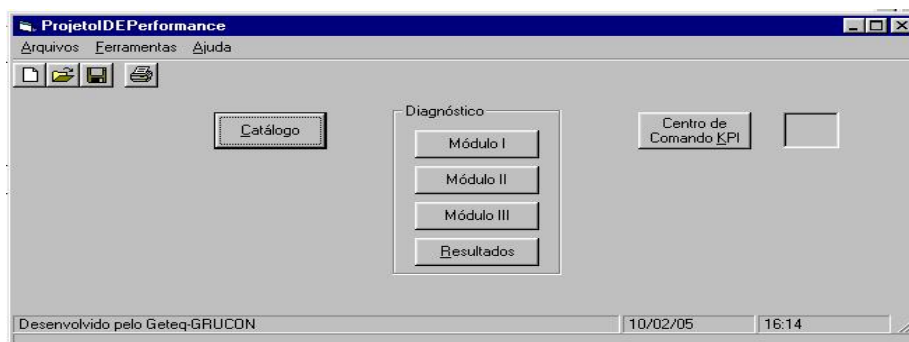 ProjetoIDEPerformance
Arquivos Ferramentas Ajuda
Catálogo
Diagnóstico
Módulo I
Módulo II
Módulo III
Resultados
Centro de
Comando KPI
Desenvolvido pelo Geteq-GRUCON 10/02/05 16:14